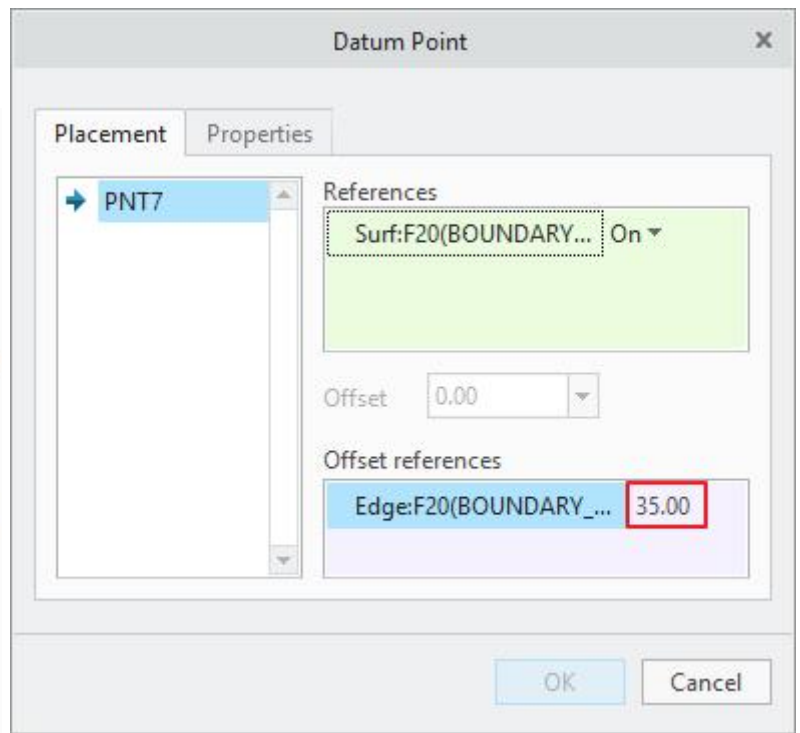 Datum Point
Placement Properties
PNT7
References
Surf:F20(BOUNDARY... On
Offset 0.00
Offset references
Edge:F20(BOUNDARY_... 35.00
OK Cancel